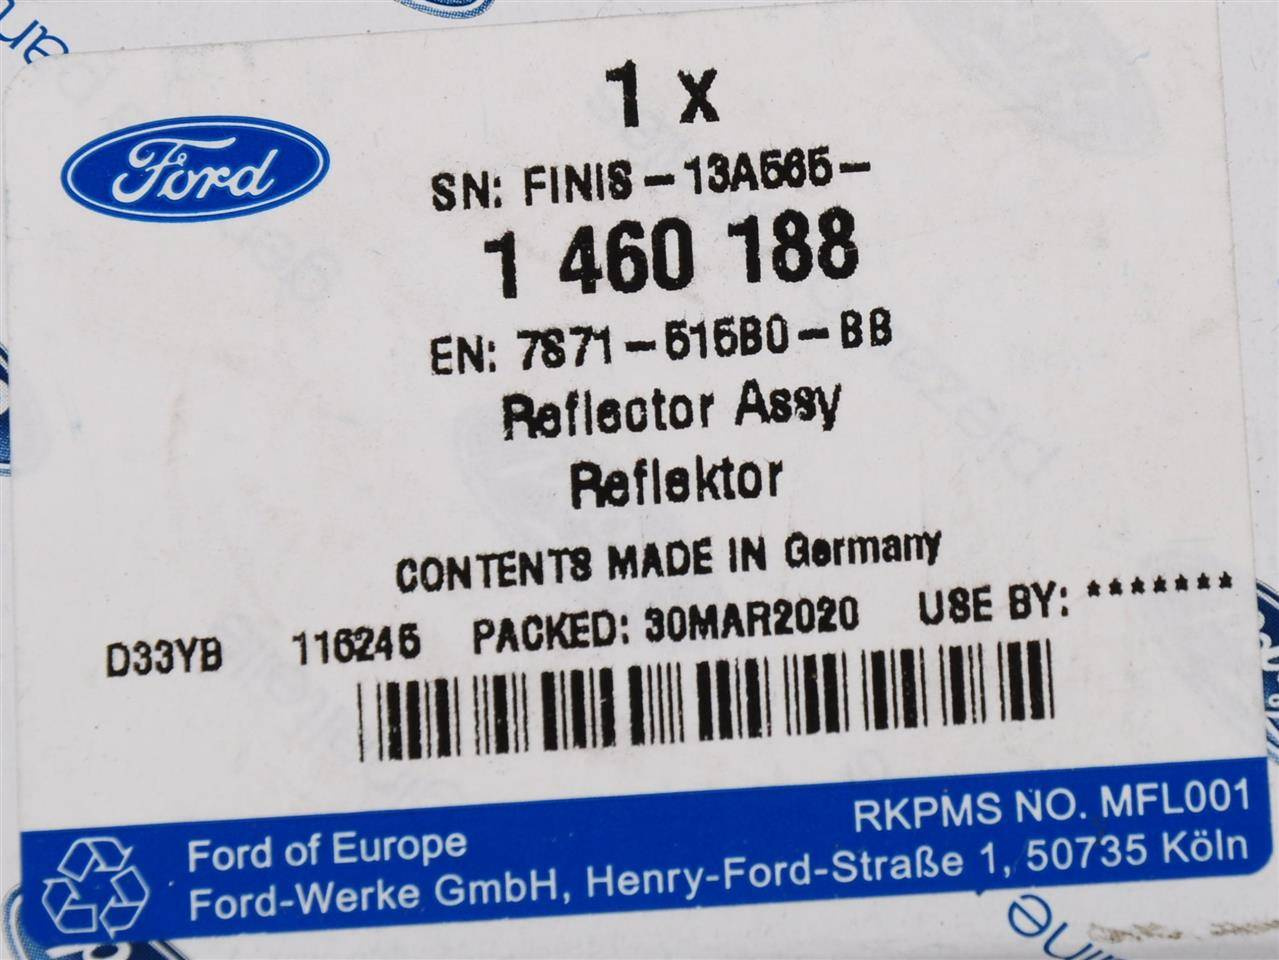 Ford
1 x
SN: FINIS-13A565-
1 460 188
EN: 7S71-515B0-BB
Reflector Assy
Reflektor
CONTENTS MADE IN Germany
D33YB 116245 PACKED: 30MAR2020 USE BY: *******
RKPMS NO. MFL001
Ford of Europe
Ford-Werke GmbH, Henry-Ford-Straße 1, 50735 Köln